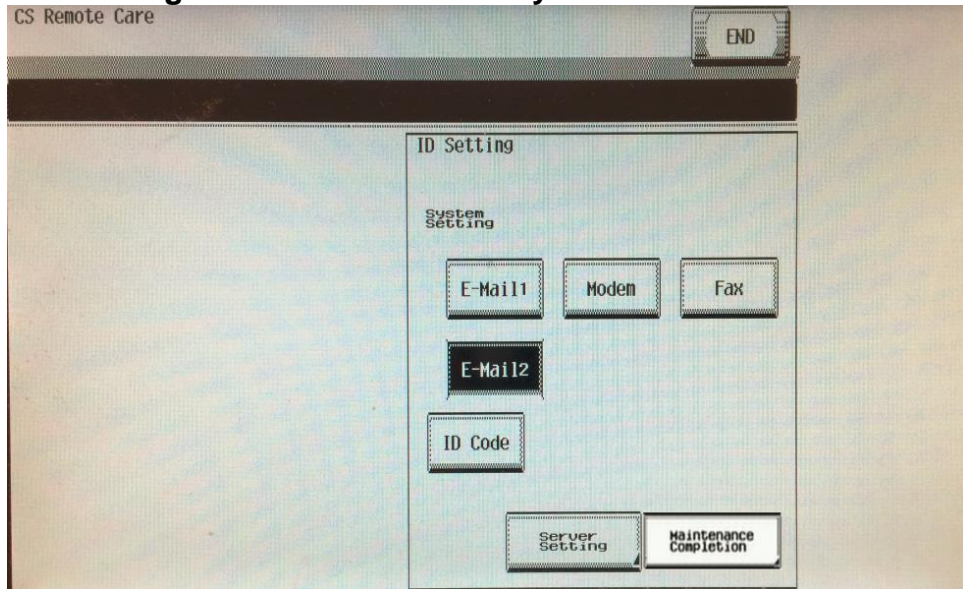 CS Remote Care
END
ID Setting
System
Setting
E-Mail1
Modem
Fax
E-Mail2
ID Code
Server
Setting
Maintenance
Completion